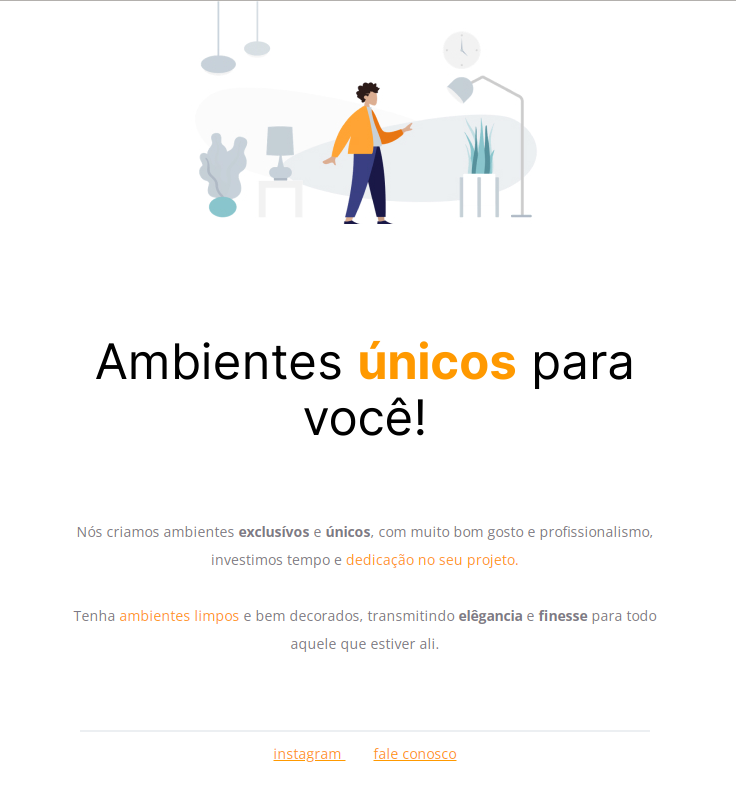 Ambientes únicos para
você!
Nós criamos ambientes exclusívos e únicos, com muito bom gosto e profissionalismo,
investimos tempo e dedicação no seu projeto.
Tenha ambientes limpos e bem decorados, transmitindo elêgancia e finesse para todo
aquele que estiver ali.
instagram fale conosco